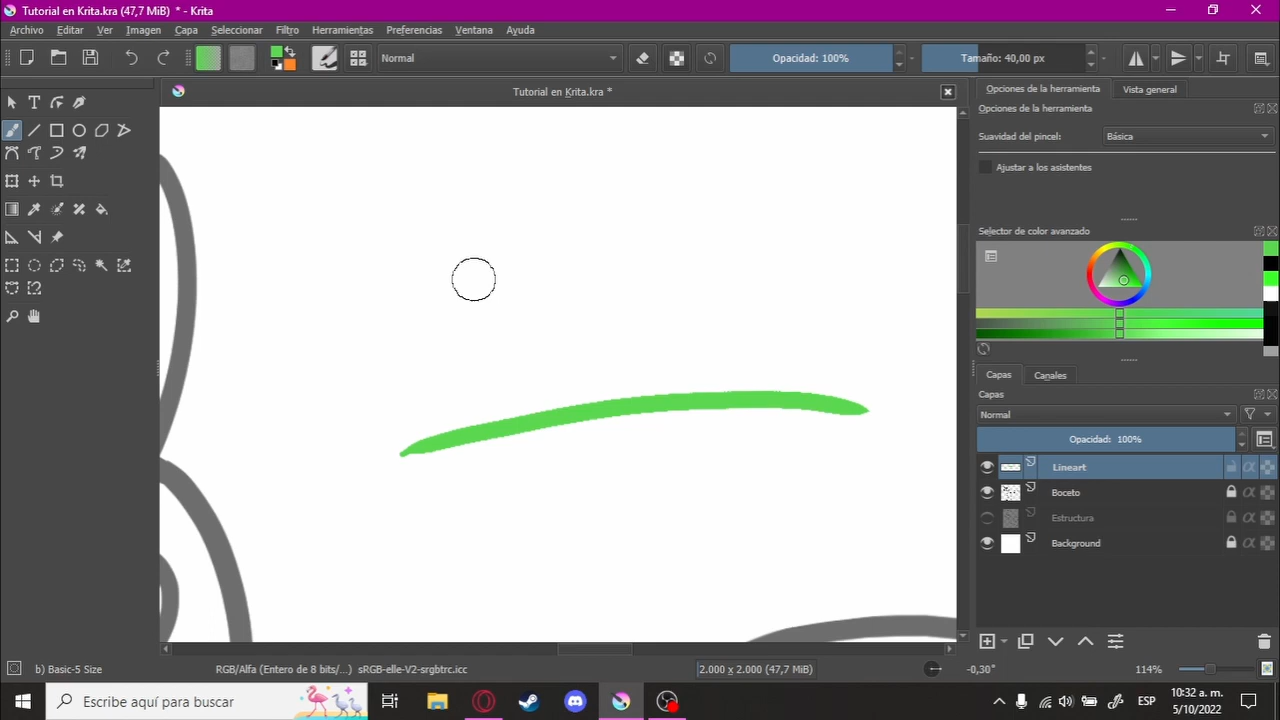 Tutorial en Krita.kra (47,7 MiB) * - Krita
Archivo Editar Ver Imagen Capa Seleccionar Filtro Herramientas Preferencias Ventana Ayuda
Normal Opacidad: 100% Tamaño: 40,00 px
Tutorial en Krita.kra *
Opciones de la herramienta Vista general
Opciones de la herramienta
Suavidad del pincel: Básica
Ajustar a los asistentes
Selector de color avanzado
Capas Canales
Capas
Normal
Opacidad: 100%
Lineart
Boceto
Estructura
Background
b) Basic-5 Size RGB/Alfa (Entero de 8 bits/...) sRGB-elle-V2-srgbtrc.icc 2.000 x 2.000 (47,7 MiB) -0,30° 114%
Escribe aquí para buscar ESP 10:32 a. m.
5/10/2022